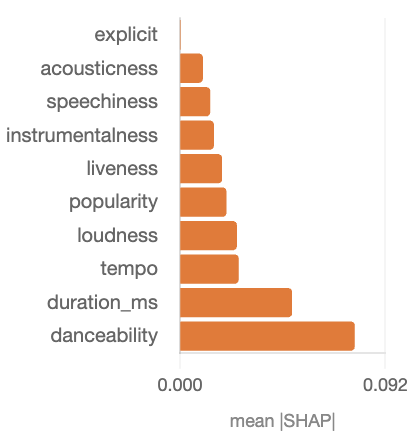 explicit
acousticness
speechiness
instrumentalness
liveness
popularity
loudness
tempo
duration_ms
danceability
0.000 0.092
mean |SHAP|